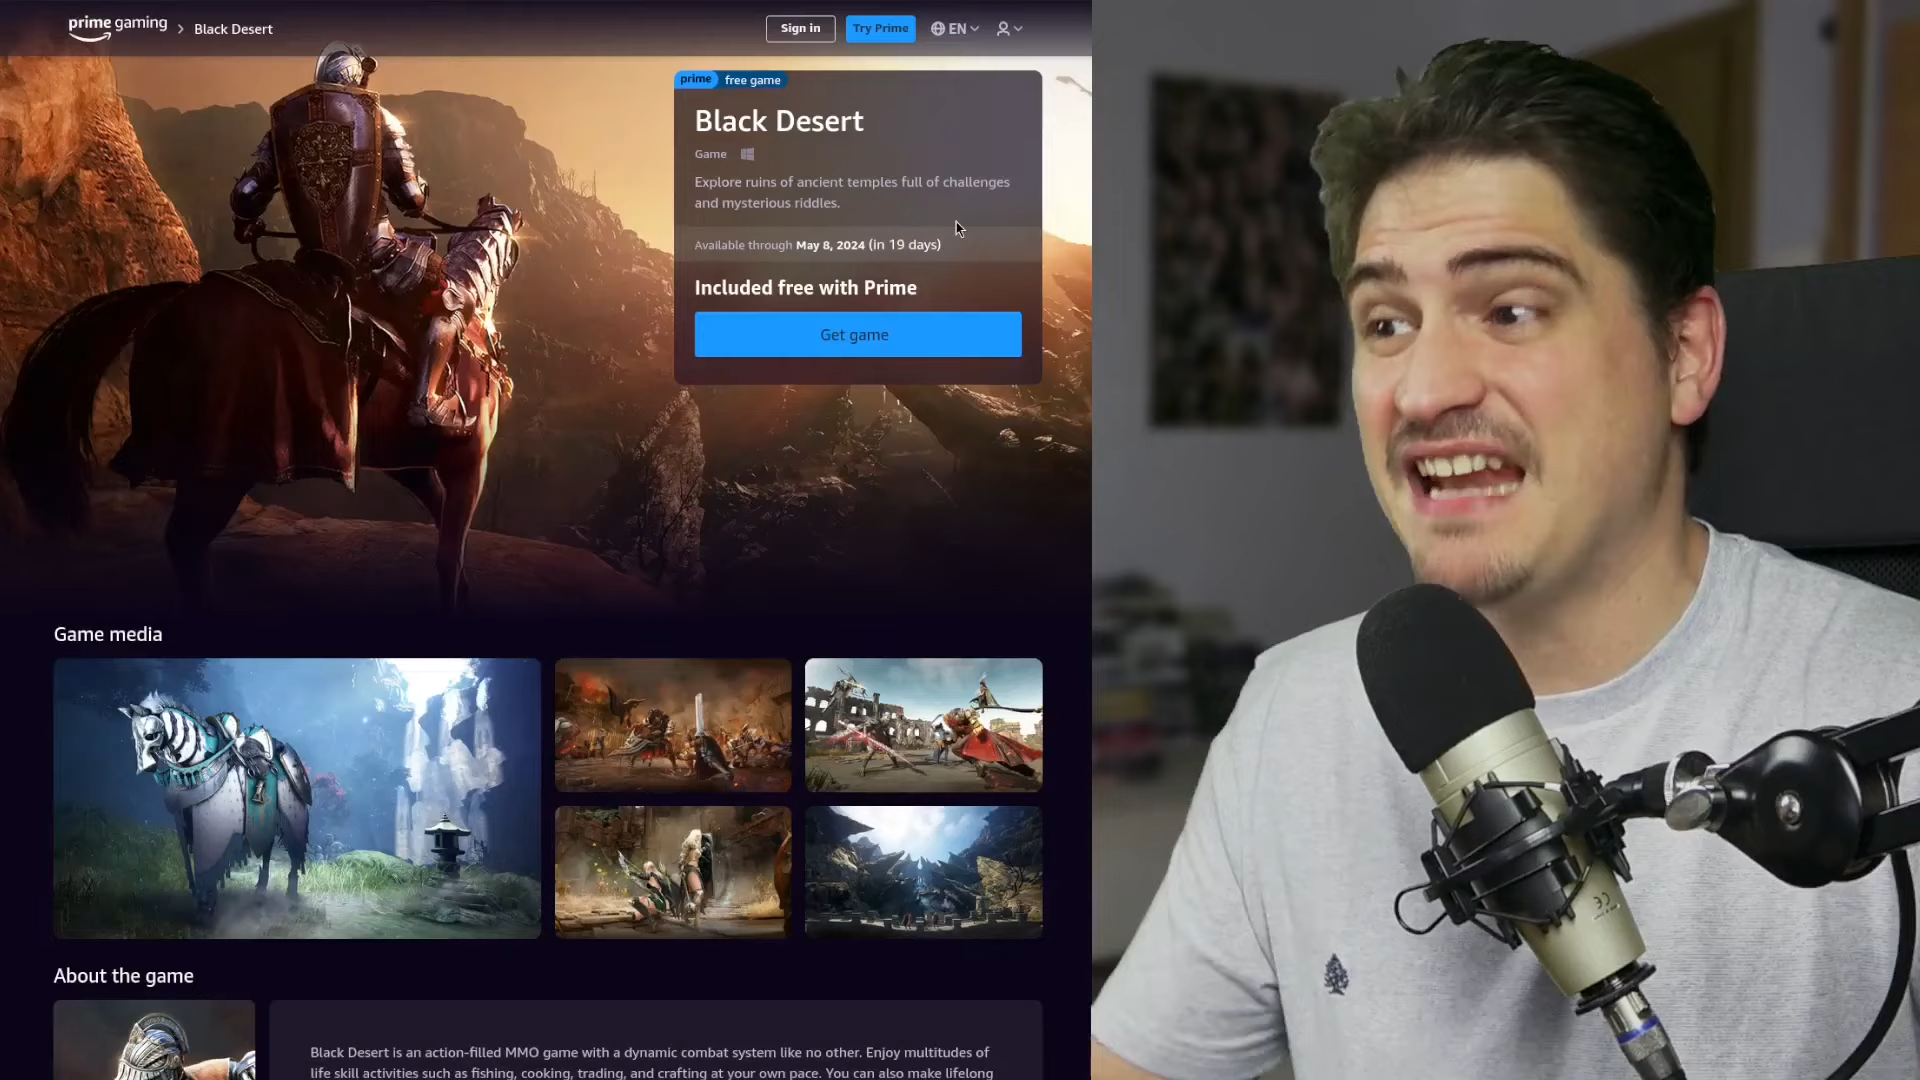 prime gaming
Black Desert
Sign in
Try Prime
EN
prime free game
Black Desert
Game
Explore ruins of ancient temples full of challenges
and mysterious riddles.
Available through May 8, 2024 (in 19 days)
Included free with Prime
Get game
Game media
About the game
Black Desert is an action-filled MMO game with a dynamic combat system like no other. Enjoy multitudes of
life skill activities such as fishing, cooking, trading, and crafting at your own pace. You can also make lifelong